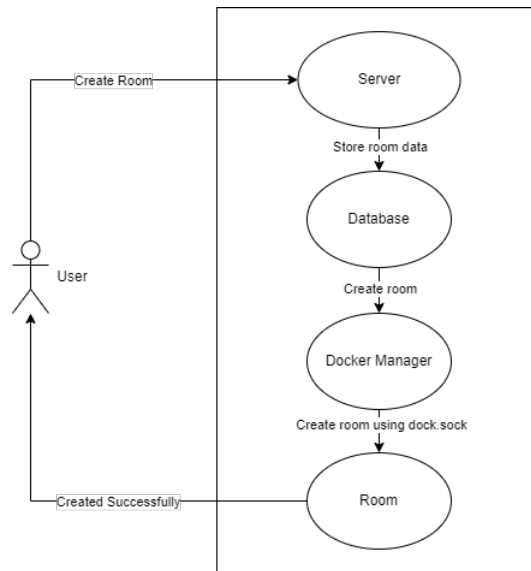 Server
Create Room
Store room data
Database
User
Create room
Docker Manager
Create room using dock.sock
Room
Created Successfully